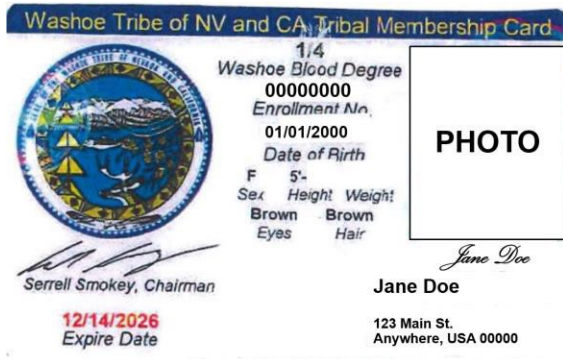 Washoe Tribe of NV and CA Tribal Membership Card
1/4
Washoe Blood Degree
00000000
Enrollment No.
01/01/2000
Date of Birth
F 5'-
Sex Height Weight
Brown Brown
Eyes Hair
PHOTO
Jane Doe
Serrell Smokey, Chairman
Jane Doe
12/14/2026
Expire Date
123 Main St.
Anywhere, USA 00000